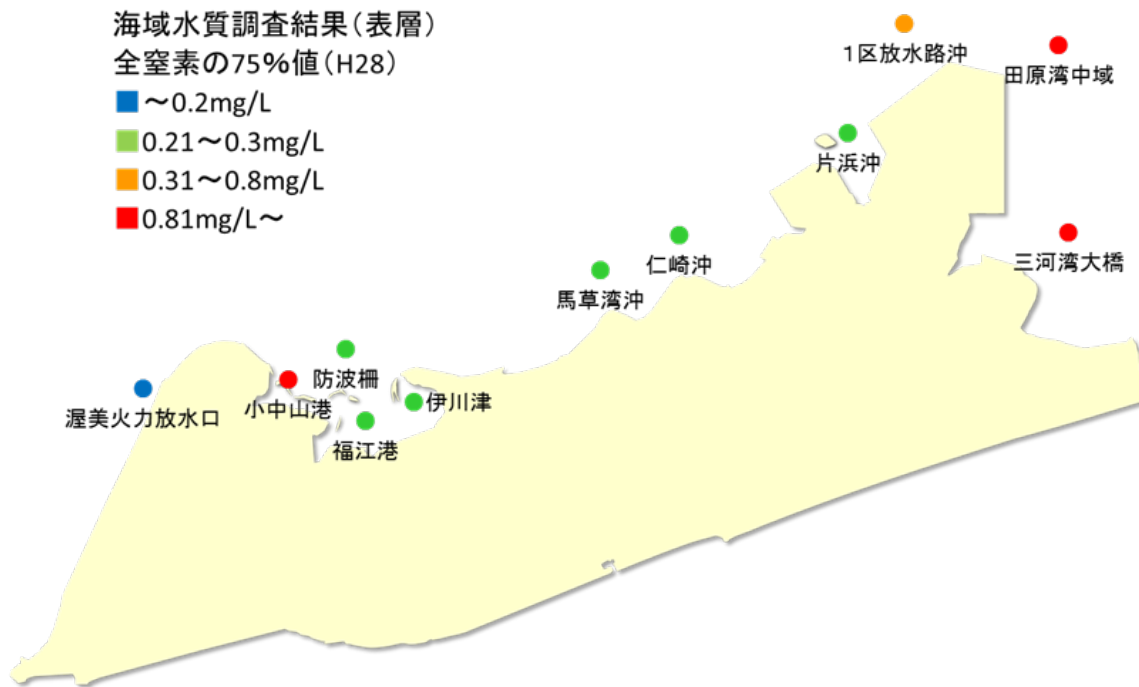 海域水質調査結果(表層)
全窒素の75%値(H28)
～0.2mg/L
0.21～0.3mg/L
0.31～0.8mg/L
0.81mg/L～
1区放水路沖
田原湾中域
片浜沖
仁崎沖
三河湾大橋
馬草湾沖
防波柵
小中山港
伊川津
渥美火力放水口
福江港